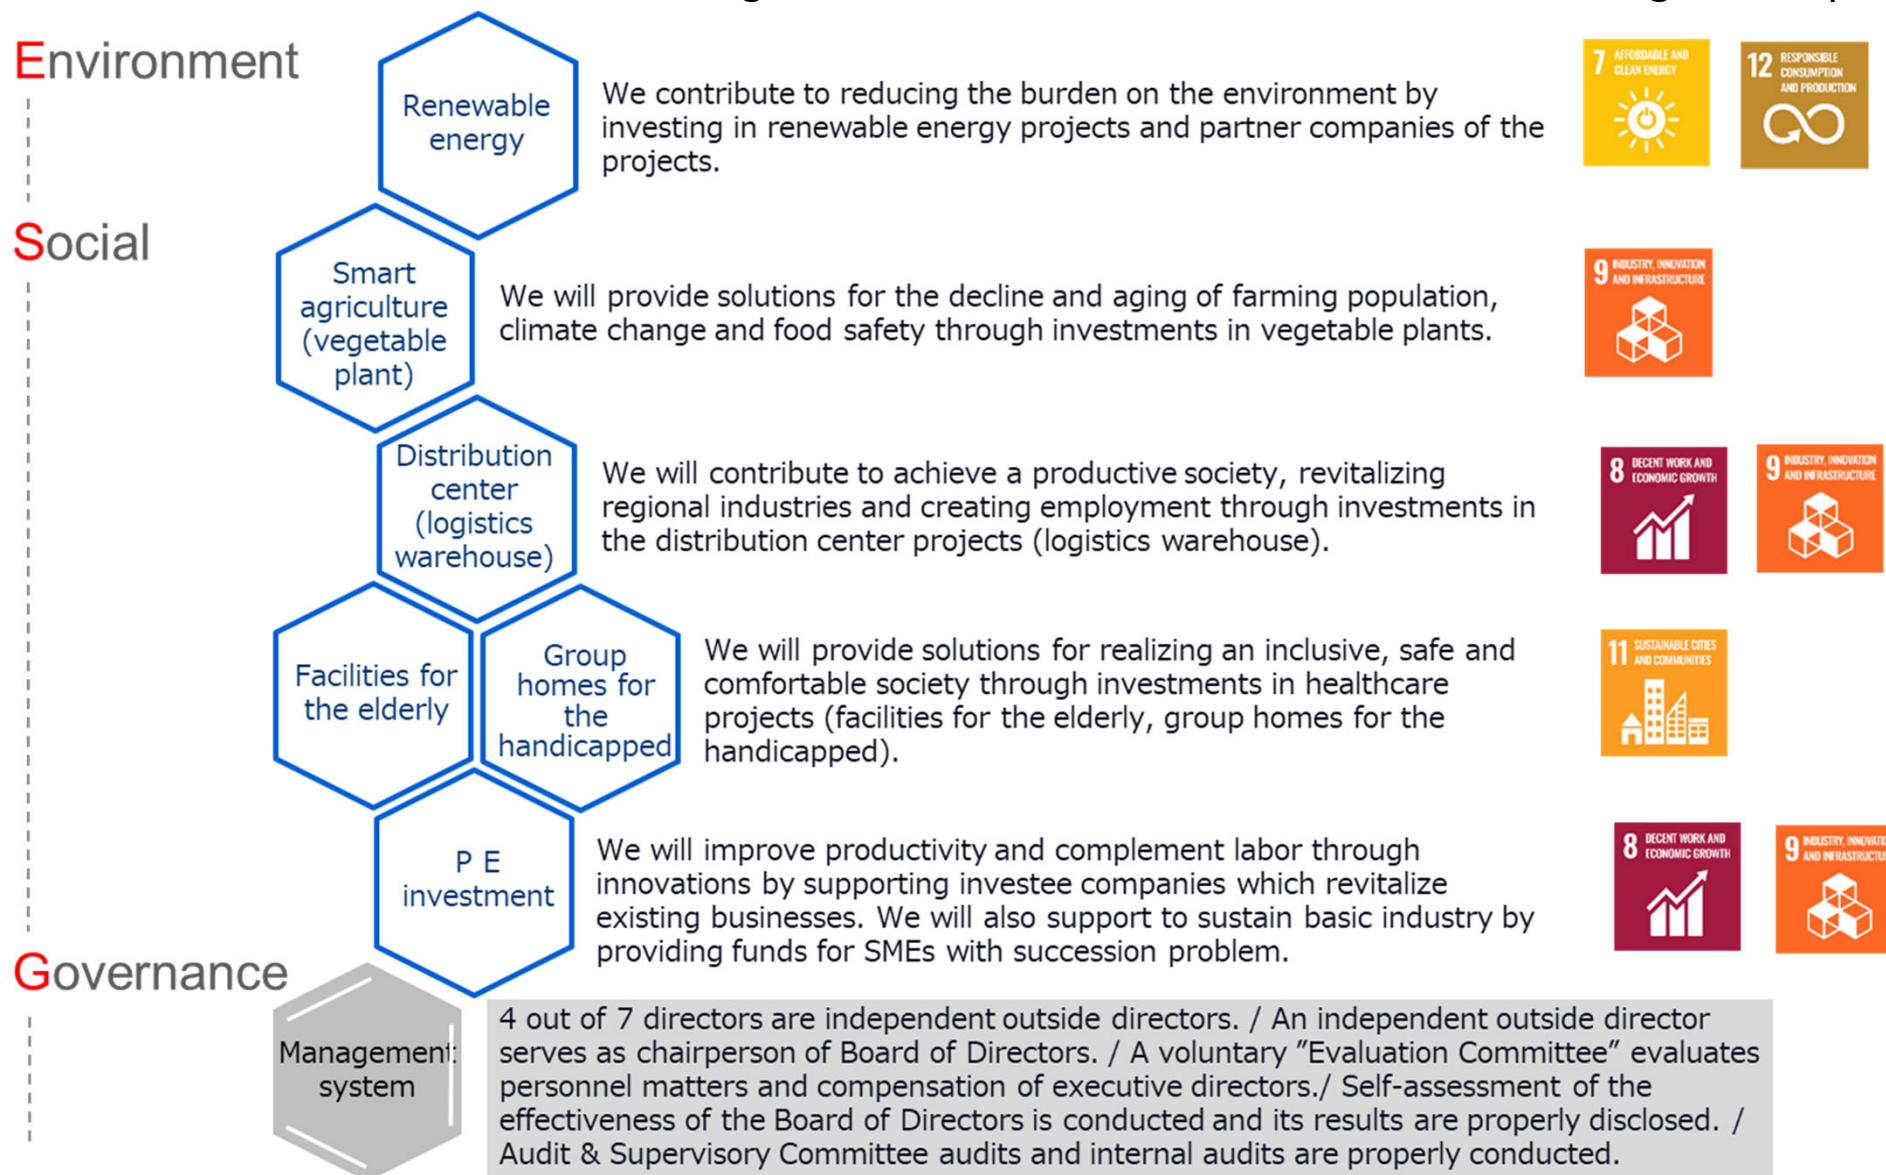 Environment
Renewable
energy
We contribute to reducing the burden on the environment by
investing in renewable energy projects and partner companies of the
projects.
7 AFFORDABLE AND
CLEAN ENERGY
12 RESPONSIBLE
CONSUMPTION
AND PRODUCTION
Social
Smart
agriculture
(vegetable
plant)
We will provide solutions for the decline and aging of farming population,
climate change and food safety through investments in vegetable plants.
9 INDUSTRY, INNOVATION
AND INFRASTRUCTURE
Distribution
center
(logistics
warehouse)
We will contribute to achieve a productive society, revitalizing
regional industries and creating employment through investments in
the distribution center projects (logistics warehouse).
8 DECENT WORK AND
ECONOMIC GROWTH
9 INDUSTRY, INNOVATION
AND INFRASTRUCTURE
Facilities for
the elderly
Group
homes for
the
handicapped
We will provide solutions for realizing an inclusive, safe and
comfortable society through investments in healthcare
projects (facilities for the elderly, group homes for the
handicapped).
11 SUSTAINABLE CITIES
AND COMMUNITIES
P E
investment
We will improve productivity and complement labor through
innovations by supporting investee companies which revitalize
existing businesses. We will also support to sustain basic industry by
providing funds for SMEs with succession problem.
8 DECENT WORK AND
ECONOMIC GROWTH
9 INDUSTRY,
AND
Governance
Management
system
4 out of 7 directors are independent outside directors. / An independent outside director
serves as chairperson of Board of Directors. / A voluntary ”Evaluation Committee” evaluates
personnel matters and compensation of executive directors./ Self-assessment of the
effectiveness of the Board of Directors is conducted and its results are properly disclosed. /
Audit & Supervisory Committee audits and internal audits are properly conducted.